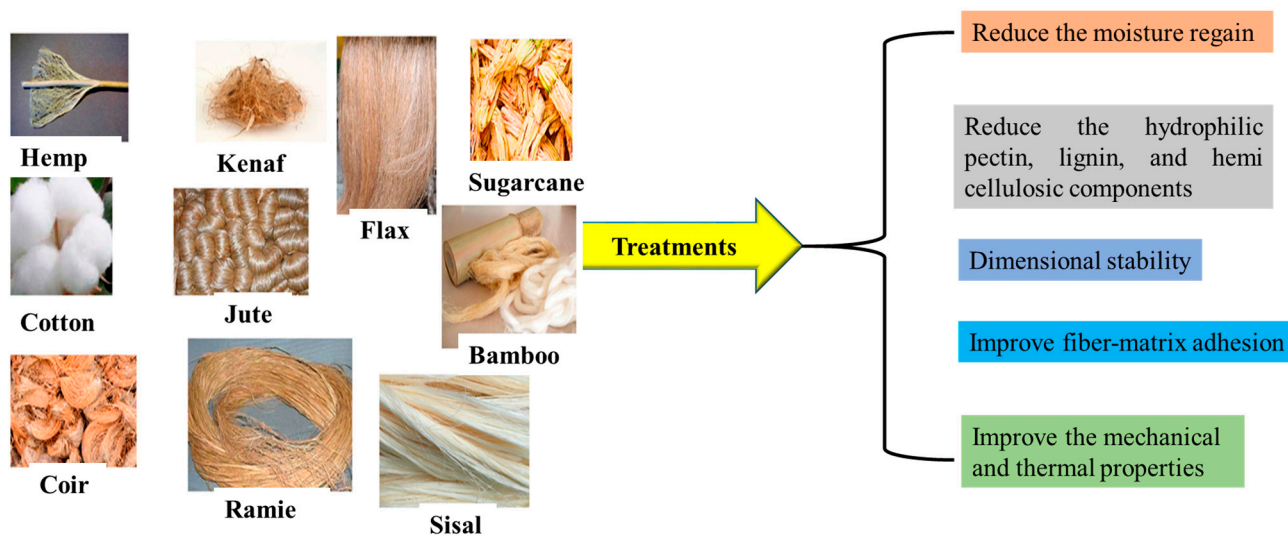 Hemp
Kenaf
Flax
Sugarcane
Cotton
Jute
Bamboo
Coir
Ramie
Sisal
Treatments
Reduce the moisture regain
Reduce the hydrophilic
pectin, lignin, and hemi
cellulosic components
Dimensional stability
Improve fiber-matrix adhesion
Improve the mechanical
and thermal properties